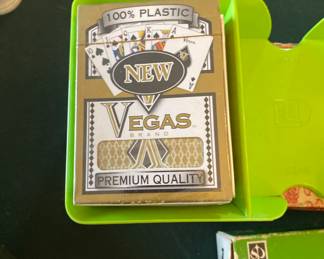 100% PLASTIC
NEW
VEGAS
BRAND
PREMIUM QUALITY